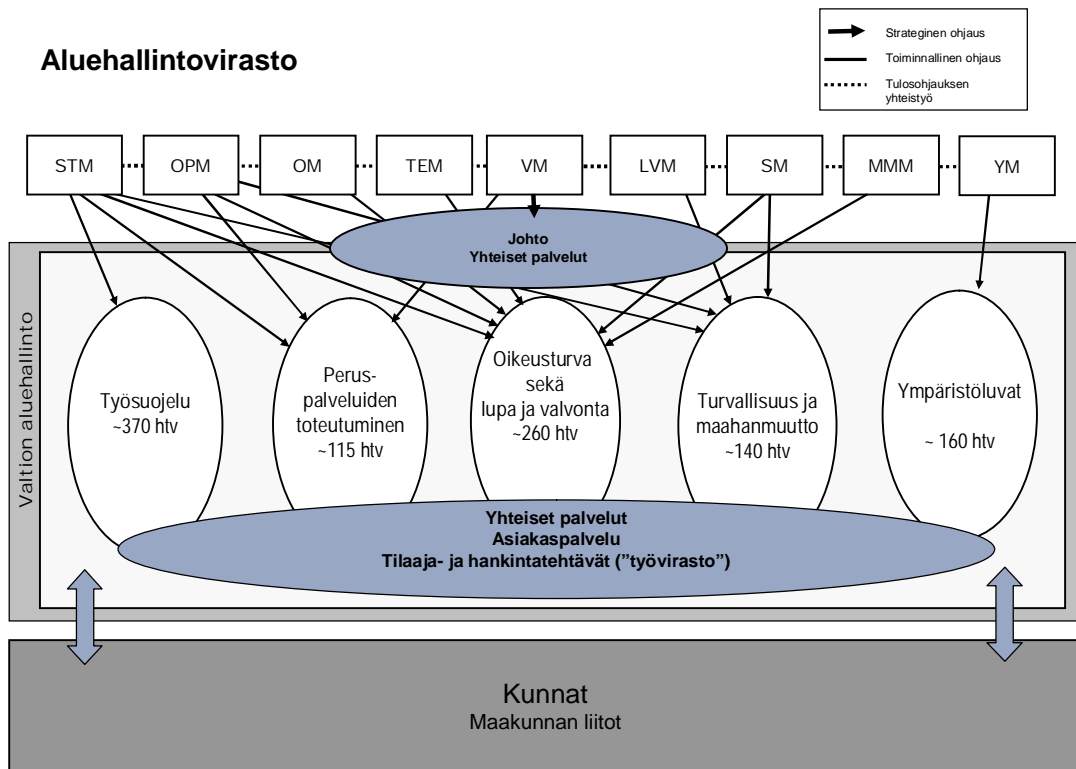 Aluehallintovirasto
Strateginen ohjaus
Toiminnallinen ohjaus
Tulosohjauksen
yhteistyö
STM
OPM
OM
TEM
VM
LVM
SM
MMM
YM
Johto
Yhteiset palvelut
Valtion aluehallinto
Työsuojelu
~370 htv
Perus-
palveluiden
toteutuminen
~115 htv
Oikeusturva
sekä
lupa ja valvonta
~260 htv
Turvallisuus ja
maahanmuutto
~140 htv
Ympäristöluvat
~ 160 htv
Yhteiset palvelut
Asiakaspalvelu
Tilaaja- ja hankintatehtävät (”työvirasto”)
Kunnat
Maakunnan liitot